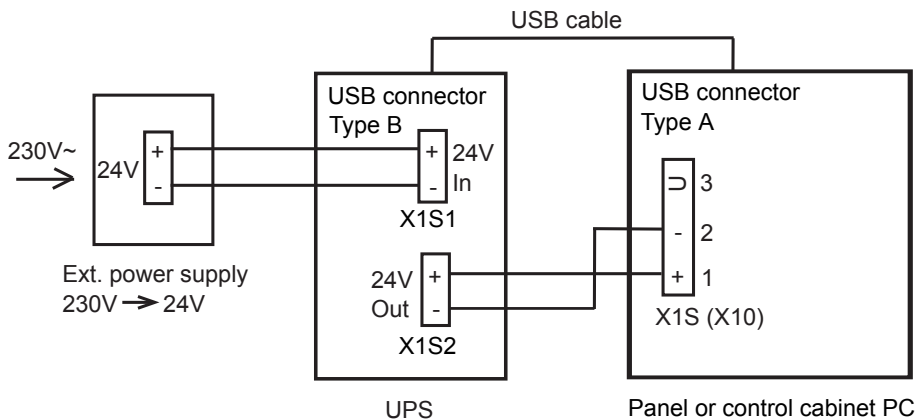 USB cable
USB connector
Type B
USB connector
Type A
230V~
24V
+
-
+
-
24V
In
X1S1
24V
Out
+
-
X1S2
⊃ 3
- 2
+ 1
X1S (X10)
Ext. power supply
230V → 24V
UPS
Panel or control cabinet PC